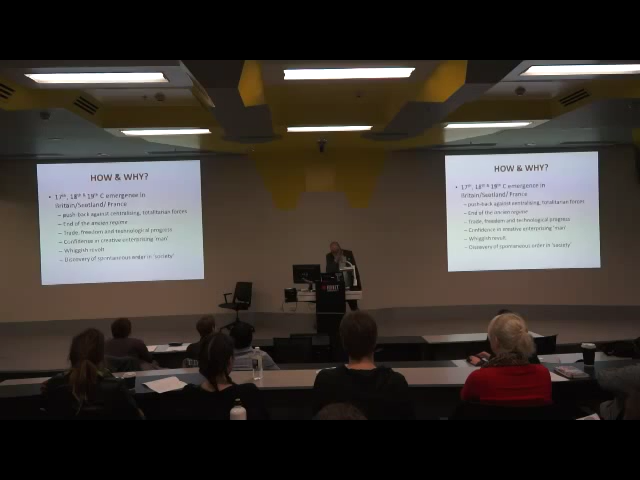 HOW & WHY?
• 17th, 18th & 19th C emergence in
Britain/Scotland/ France
– push-back against centralising, totalitarian forces
– End of the ancien regime
– Trade, freedom and technological progress
– Confidence in creative enterprising 'man'
– Whiggish revolt
– Discovery of spontaneous order in 'society'
HOW & WHY?
• 17th, 18th & 19th C emergence in
Britain/Scotland/ France
– push-back against centralising, totalitarian forces
– End of the ancien regime
– Trade, freedom and technological progress
– Confidence in creative enterprising 'man'
– Whiggish revolt
– Discovery of spontaneous order in 'society'
RMIT